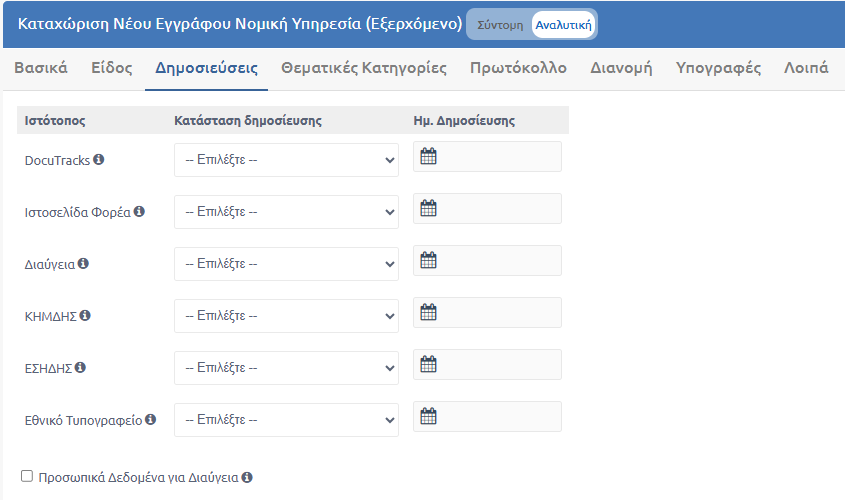 Καταχώριση Νέου Εγγράφου Νομική Υπηρεσία (Εξερχόμενο) Σύντομη Αναλυτική
Βασικά Είδος Δημοσιεύσεις Θεματικές Κατηγορίες Πρωτόκολλο Διανομή Υπογραφές Λοιπά
Ιστότοπος Κατάσταση δημοσίευσης Ημ. Δημοσίευσης
DocuTracks -- Επιλέξτε --
Ιστοσελίδα Φορέα -- Επιλέξτε --
Διαύγεια -- Επιλέξτε --
ΚΗΜΔΗΣ -- Επιλέξτε --
ΕΣΗΔΗΣ -- Επιλέξτε --
Εθνικό Τυπογραφείο -- Επιλέξτε --
Προσωπικά Δεδομένα για Διαύγεια